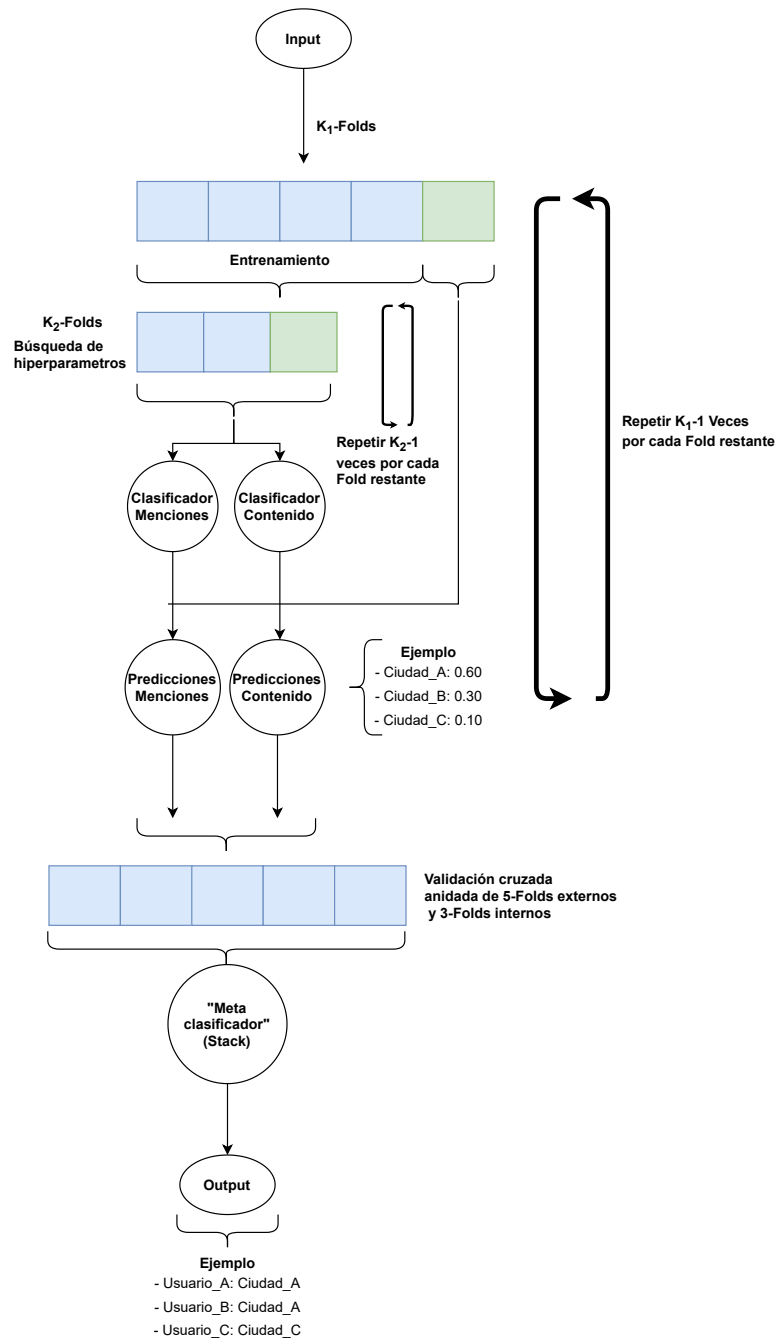 Input
K1-Folds
Entrenamiento
K2-Folds
Búsqueda de
hiperparametros
Repetir K2-1
veces por cada
Fold restante
Repetir K1-1 Veces
por cada Fold restante
Clasificador
Menciones
Clasificador
Contenido
Predicciones
Menciones
Predicciones
Contenido
Ejemplo
- Ciudad_A: 0.60
- Ciudad_B: 0.30
- Ciudad_C: 0.10
Validación cruzada
anidada de 5-Folds externos
y 3-Folds internos
"Meta
clasificador"
(Stack)
Output
Ejemplo
- Usuario_A: Ciudad_A
- Usuario_B: Ciudad_A
- Usuario_C: Ciudad_C